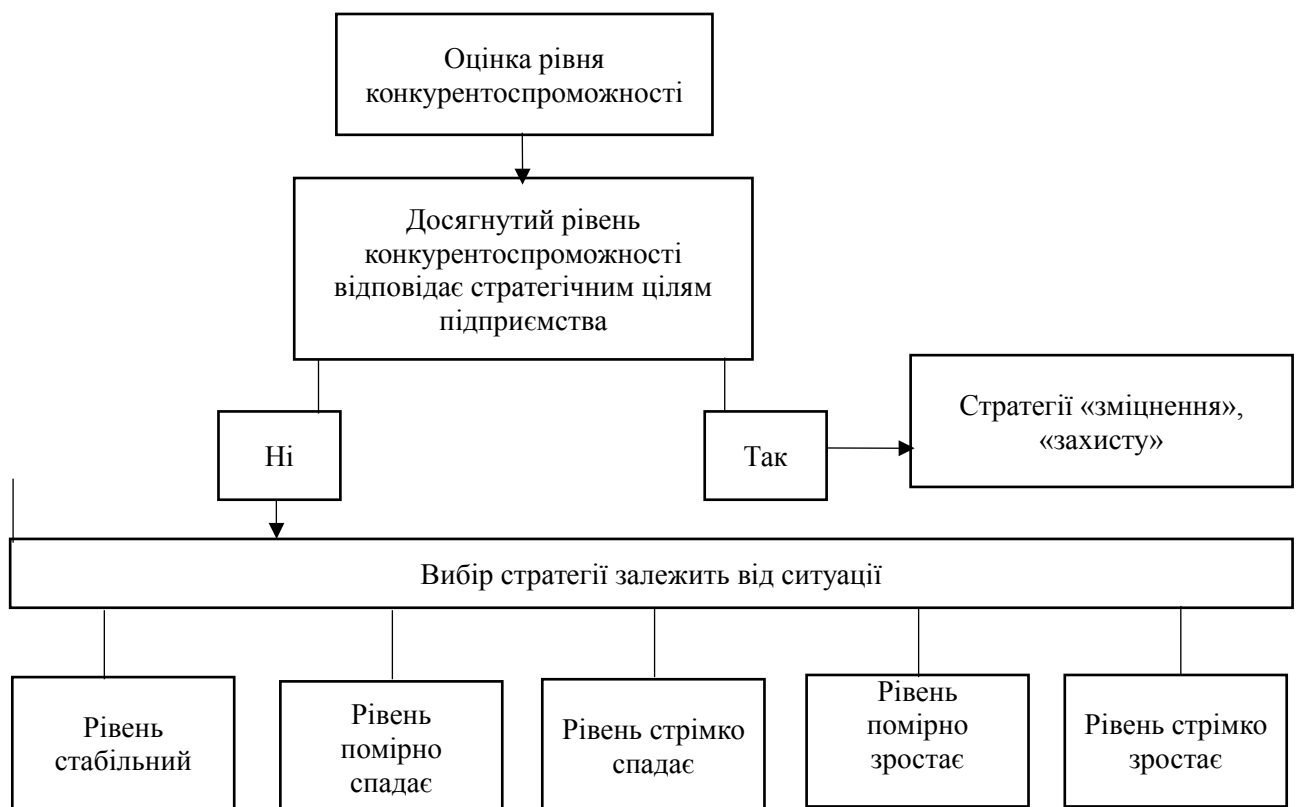 Оцінка рівня
конкурентоспроможності
Досягнутий рівень
конкурентоспроможності
відповідає стратегічним цілям
підприємства
Стратегії «зміцнення»,
«захисту»
Ні
Так
Вибір стратегії залежить від ситуації
Рівень
стабільний
Рівень
помірно
спадає
Рівень стрімко
спадає
Рівень
помірно
зростає
Рівень стрімко
зростає